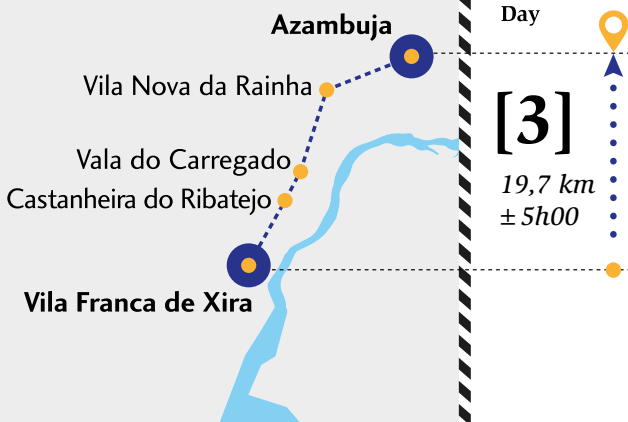 Azambuja
Vila Nova da Rainha
Vala do Carregado
Castanheira do Ribatejo
Vila Franca de Xira
Day
[3]
19,7 km
± 5h00